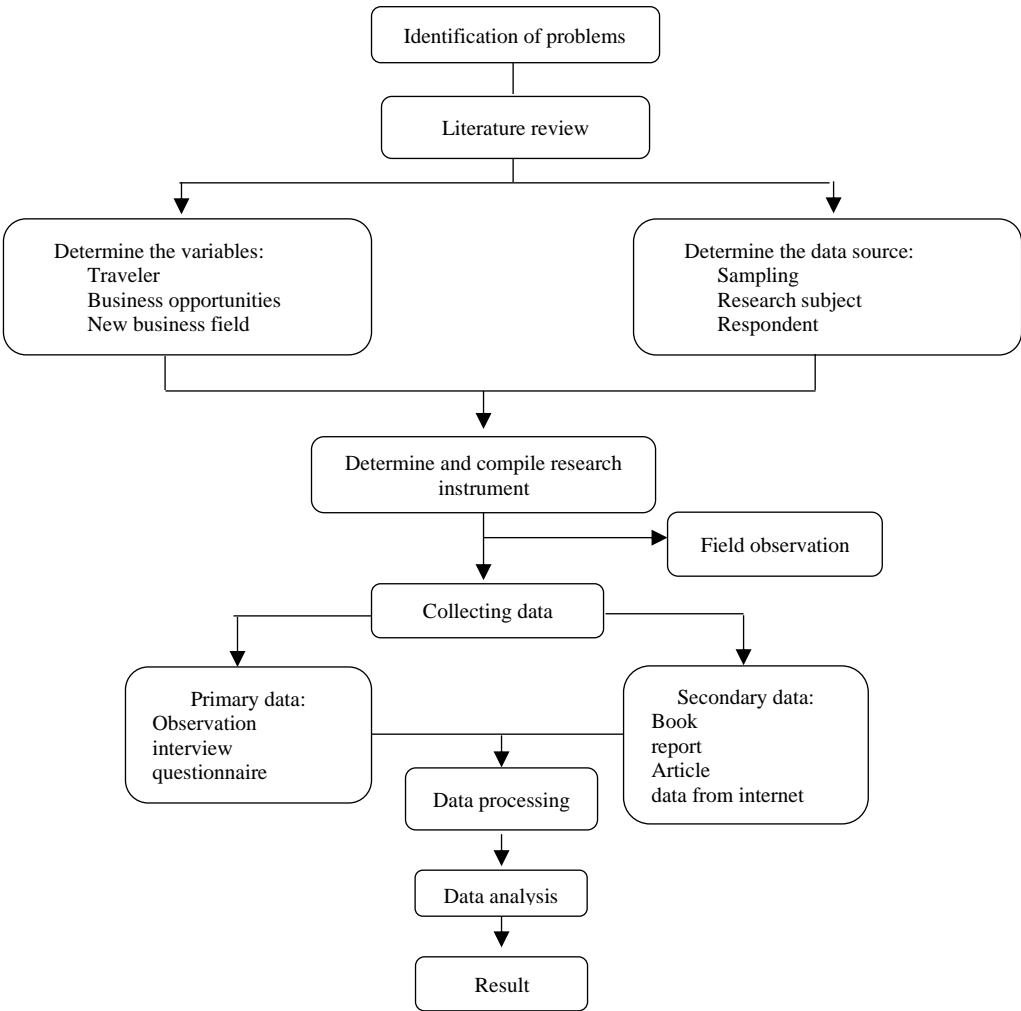 Identification of problems
Literature review
Determine the variables:
Traveler
Business opportunities
New business field
Determine the data source:
Sampling
Research subject
Respondent
Determine and compile research
instrument
Field observation
Collecting data
Primary data:
Observation
interview
questionnaire
Secondary data:
Book
report
Article
data from internet
Data processing
Data analysis
Result